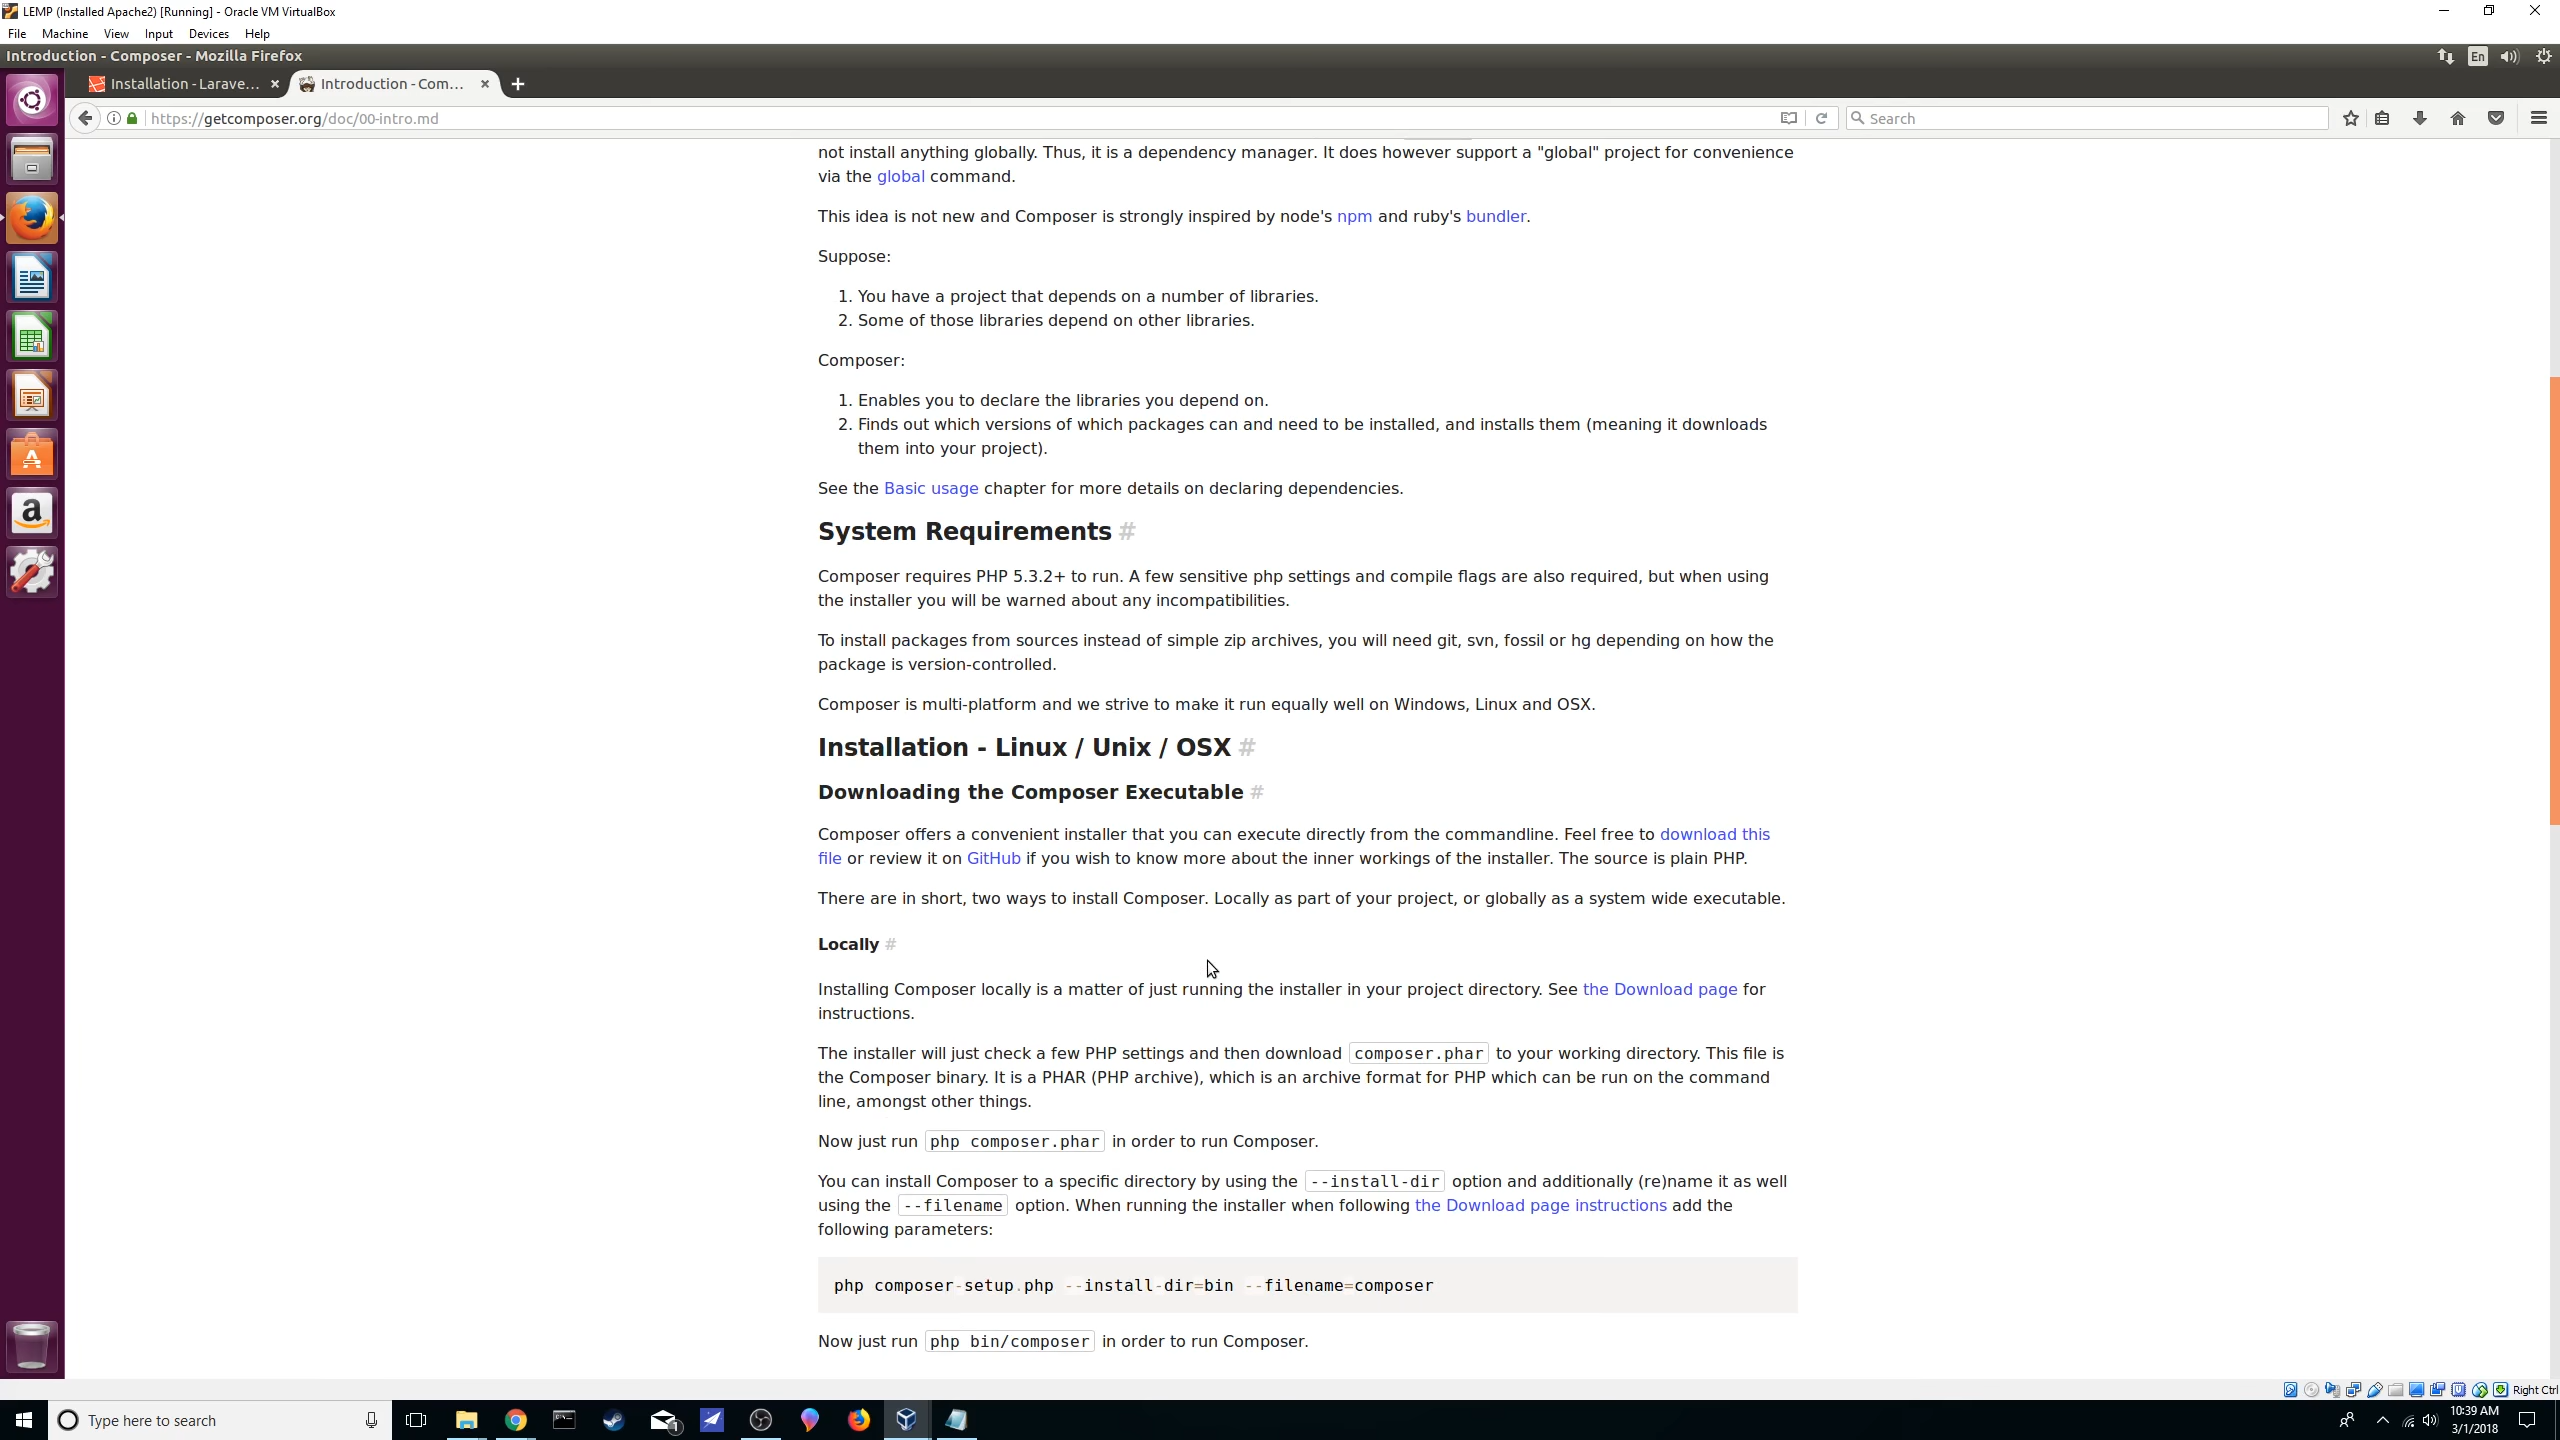 LEMP (Installed Apache2) [Running] - Oracle VM VirtualBox
File Machine View Input Devices Help
Introduction - Composer - Mozilla Firefox
En
Installation - Larave...
Introduction - Com...
https://getcomposer.org/doc/00-intro.md
Search
not install anything globally. Thus, it is a dependency manager. It does however support a "global" project for convenience
via the global command.
This idea is not new and Composer is strongly inspired by node's npm and ruby's bundler.
Suppose:
1. You have a project that depends on a number of libraries.
2. Some of those libraries depend on other libraries.
Composer:
1. Enables you to declare the libraries you depend on.
2. Finds out which versions of which packages can and need to be installed, and installs them (meaning it downloads
them into your project).
See the Basic usage chapter for more details on declaring dependencies.
System Requirements #
Composer requires PHP 5.3.2+ to run. A few sensitive php settings and compile flags are also required, but when using
the installer you will be warned about any incompatibilities.
To install packages from sources instead of simple zip archives, you will need git, svn, fossil or hg depending on how the
package is version-controlled.
Composer is multi-platform and we strive to make it run equally well on Windows, Linux and OSX.
Installation - Linux / Unix / OSX #
Downloading the Composer Executable #
Composer offers a convenient installer that you can execute directly from the commandline. Feel free to download this
file or review it on GitHub if you wish to know more about the inner workings of the installer. The source is plain PHP.
There are in short, two ways to install Composer. Locally as part of your project, or globally as a system wide executable.
Locally #
Installing Composer locally is a matter of just running the installer in your project directory. See the Download page for
instructions.
The installer will just check a few PHP settings and then download composer.phar to your working directory. This file is
the Composer binary. It is a PHAR (PHP archive), which is an archive format for PHP which can be run on the command
line, amongst other things.
Now just run php composer.phar in order to run Composer.
You can install Composer to a specific directory by using the --install-dir option and additionally (re)name it as well
using the --filename option. When running the installer when following the Download page instructions add the
following parameters:
php composer-setup.php --install-dir=bin --filename=composer
Now just run php bin/composer in order to run Composer.
Right Ctrl
Type here to search
1
10:39 AM
3/1/2018